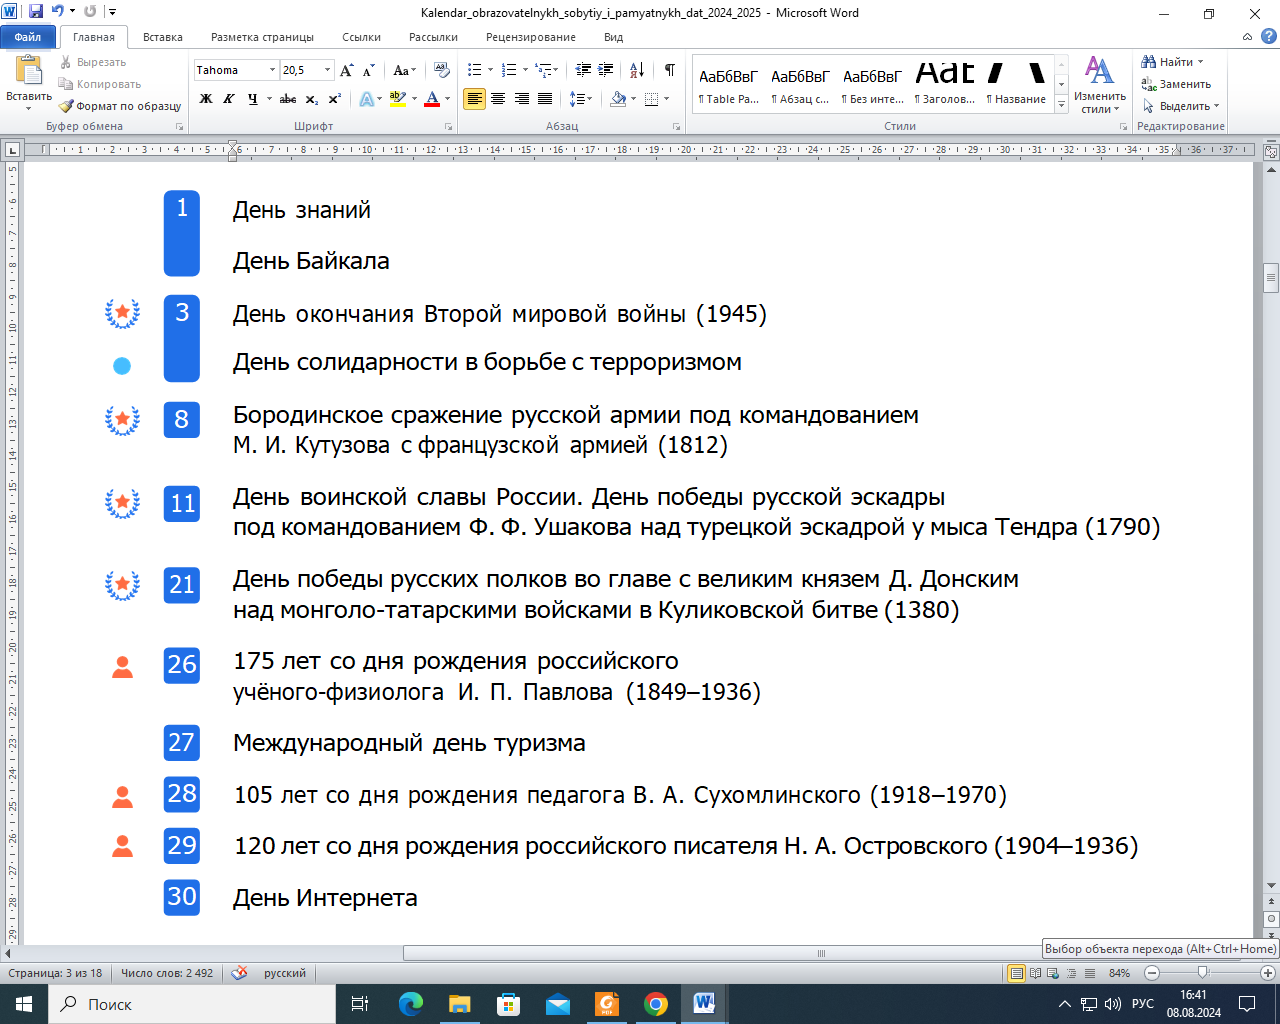 Kalendar_obrazovatelnykh_sobytiy_i_pamyatnykh_dat_2024_2025 - Microsoft Word
Файл Главная Вставка Разметка страницы Ссылки Рассылки Рецензирование Вид
Вставить
Вырезать
Копировать
Формат по образцу
Буфер обмена
Tahoma 20,5
Шрифт
Абзац
АаБбВвГ АаБбВвГ АаБбВвГ АаБ
¶ Table Pa... ¶ Абзац с... ¶ Без инте... ¶ Заголов... ¶ Название
Изменить стили
Стили
Найти
Заменить
Выделить
Редактирование
1 День знаний
День Байкала
3 День окончания Второй мировой войны (1945)
День солидарности в борьбе с терроризмом
8 Бородинское сражение русской армии под командованием
М. И. Кутузова с французской армией (1812)
11 День воинской славы России. День победы русской эскадры
под командованием Ф. Ф. Ушакова над турецкой эскадрой у мыса Тендра (1790)
21 День победы русских полков во главе с великим князем Д. Донским
над монголо-татарскими войсками в Куликовской битве (1380)
26 175 лет со дня рождения российского
учёного-физиолога И. П. Павлова (1849–1936)
27 Международный день туризма
28 105 лет со дня рождения педагога В. А. Сухомлинского (1918–1970)
29 120 лет со дня рождения российского писателя Н. А. Островского (1904–1936)
30 День Интернета
Выбор объекта перехода (Alt+Ctrl+Home)
Страница: 3 из 18 Число слов: 2 492 русский 84%
Поиск
РУС
16:41
08.08.2024